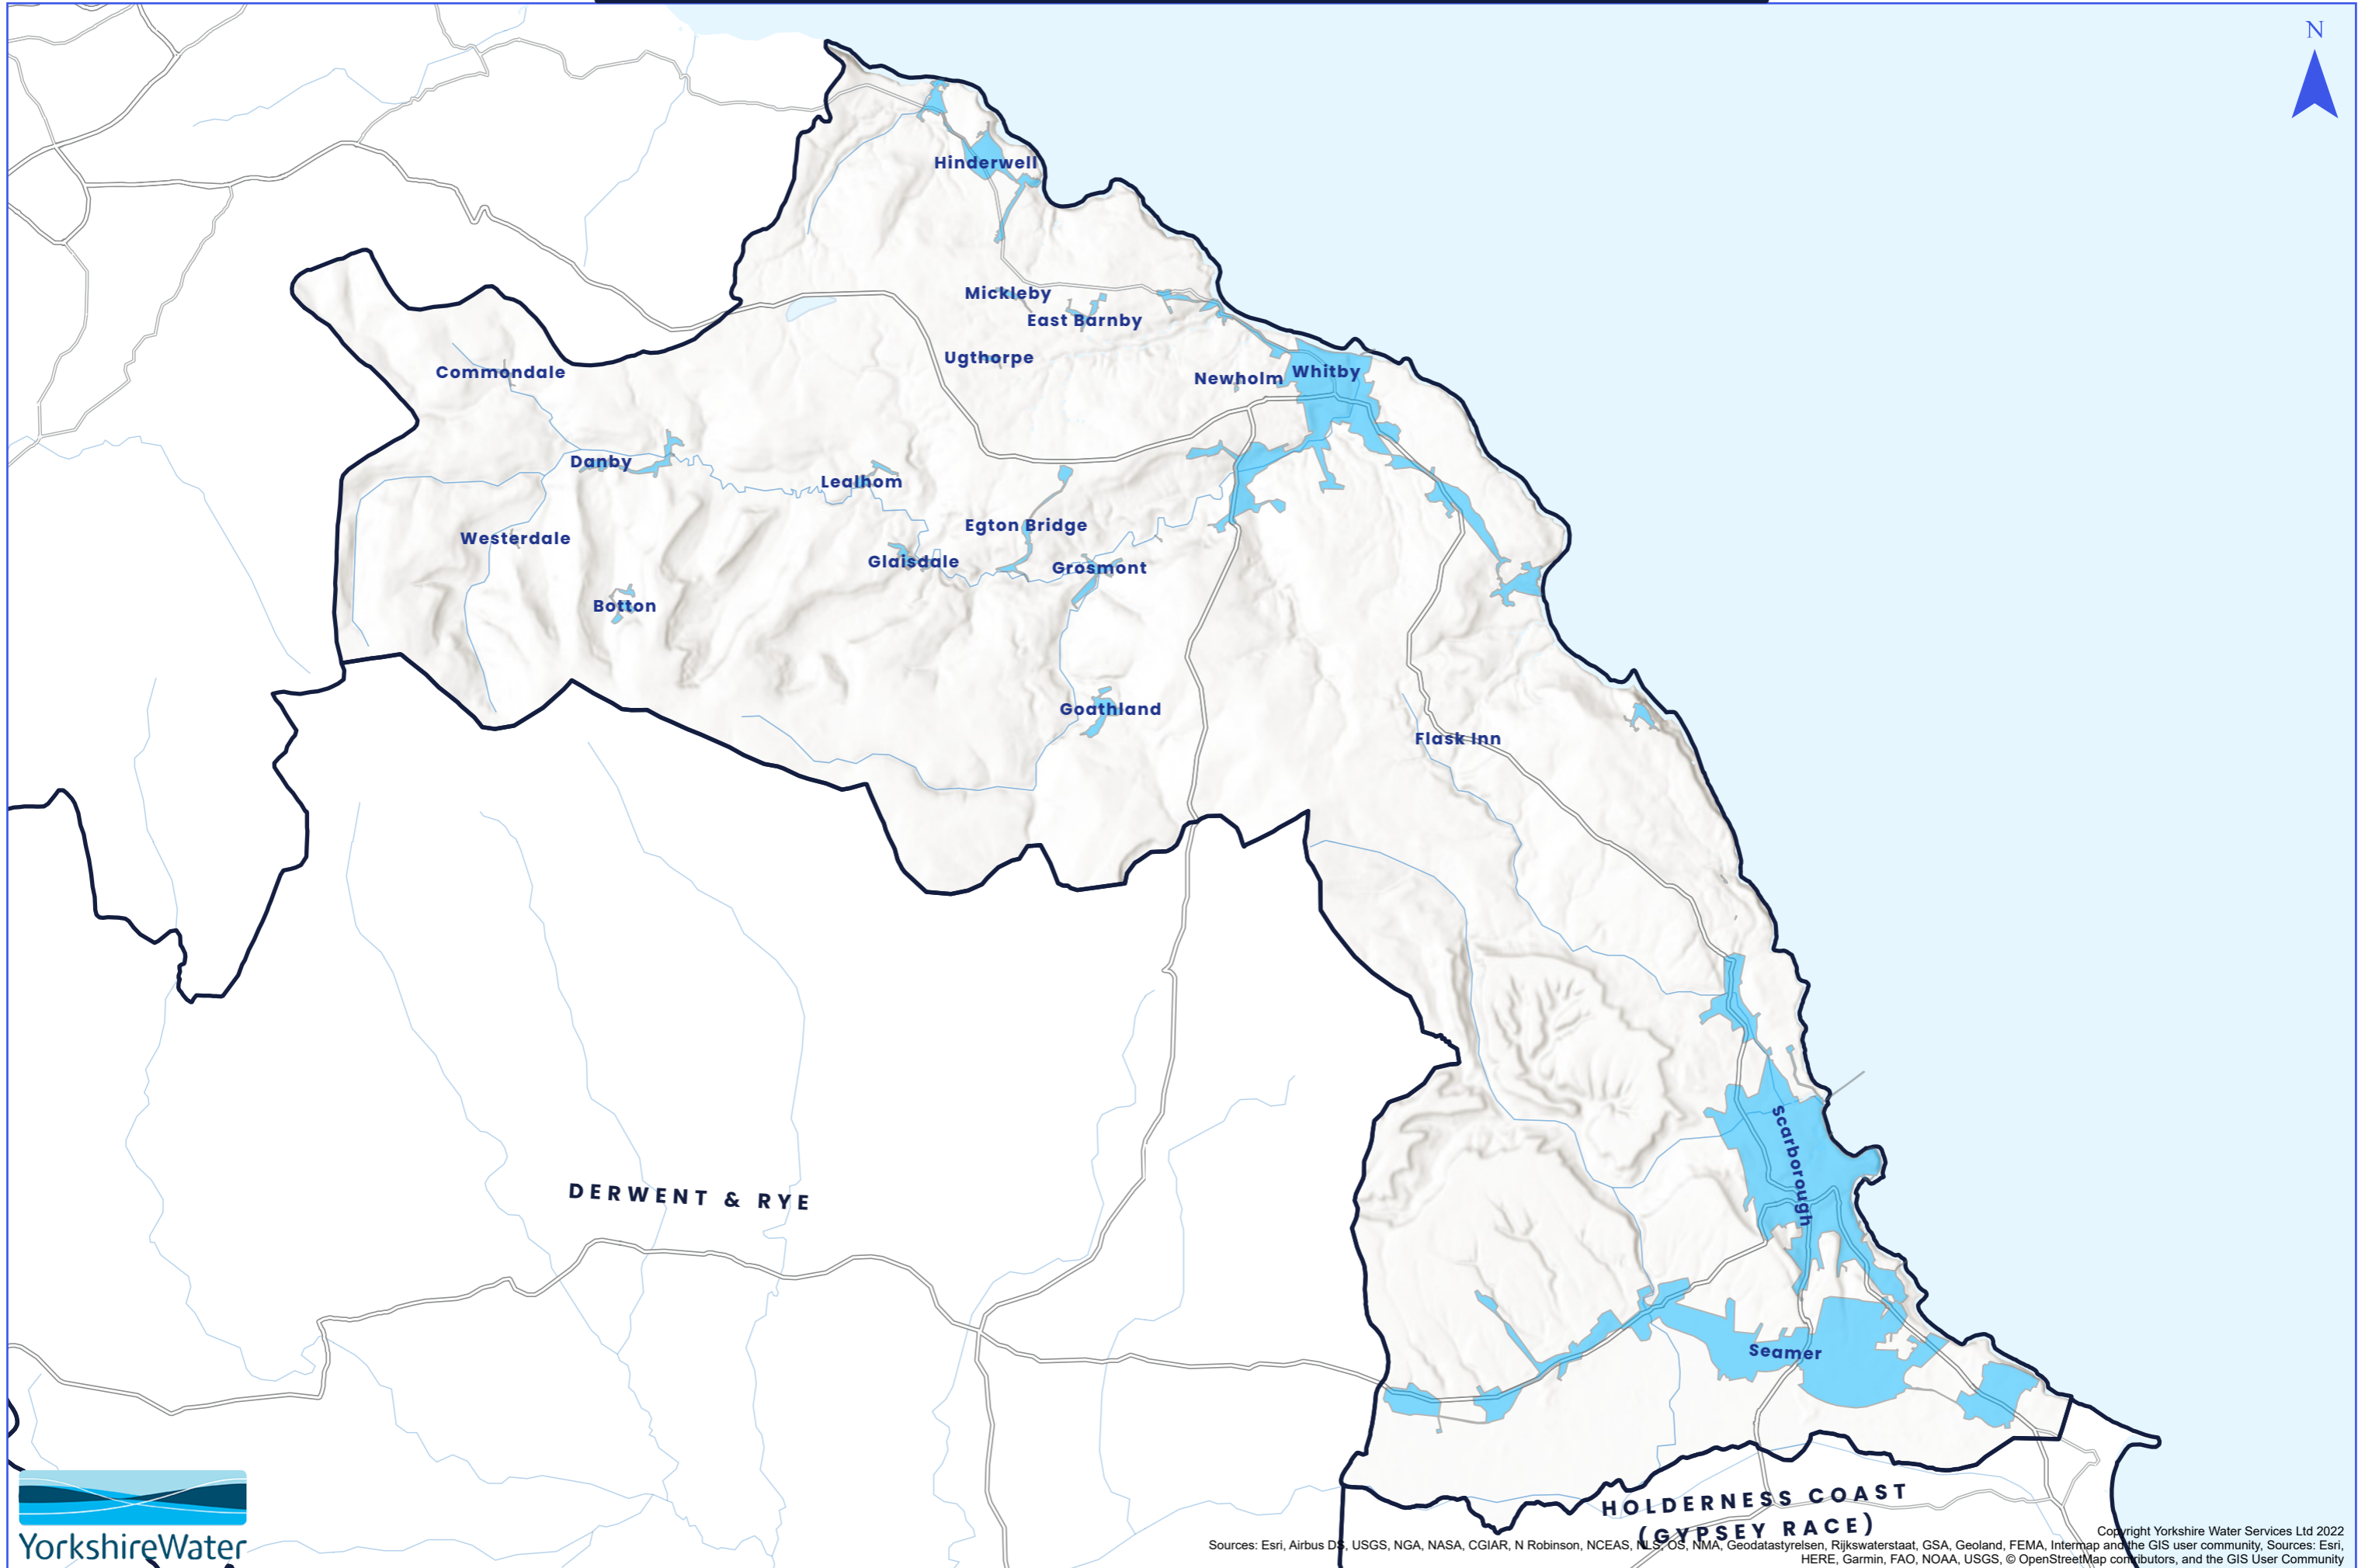 N
Hinderwell
Mickleby
East Barnby
Ugthorpe
Commondale
Newholm
Whitby
Danby
Lealhom
Egton Bridge
Westerdale
Glaisdale
Grosmont
Botton
Goathland
Flask Inn
Scarborough
DERWENT & RYE
Seamer
HOLDERNESS COAST
(GYPSEY RACE)
YorkshireWater
Copyright Yorkshire Water Services Ltd 2022
Sources: Esri, Airbus DS, USGS, NGA, NASA, CGIAR, N Robinson, NCEAS, NLS, OS, NMA, Geodatastyrelsen, Rijkswaterstaat, GSA, Geoland, FEMA, Intermap and the GIS user community, Sources: Esri,
HERE, Garmin, FAO, NOAA, USGS, © OpenStreetMap contributors, and the GIS User Community